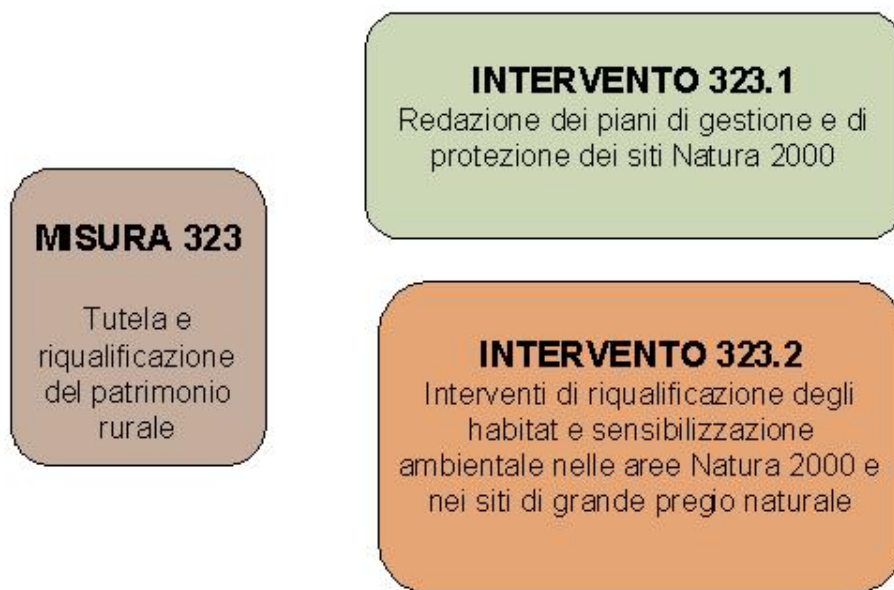 MISURA 323
Tutela e
riqualificazione
del patrimonio
rurale
INTERVENTO 323.1
Redazione dei piani di gestione e di
protezione dei siti Natura 2000
INTERVENTO 323.2
Interventi di riqualificazione degli
habitat e sensibilizzazione
ambientale nelle aree Natura 2000 e
nei siti di grande pregio naturale